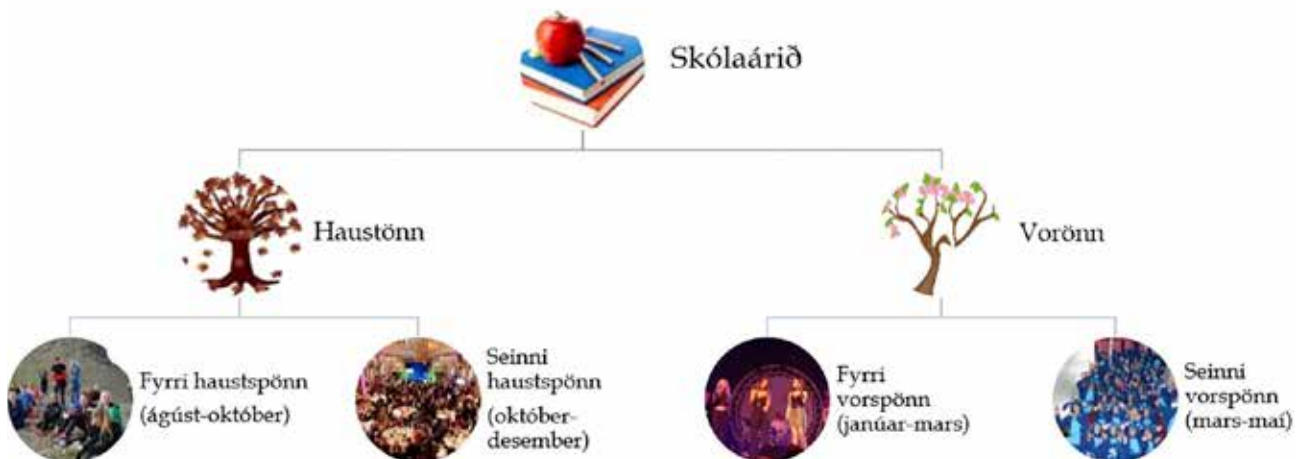 Skólaárið
Haustönn
Vorönn
Fyrri haustspönn
(ágúst-október)
Seinni
haustspönn
(október-
desember)
Fyrri
vorspönn
(janúar-mars)
Seinni
vorspönn
(mars-maí)